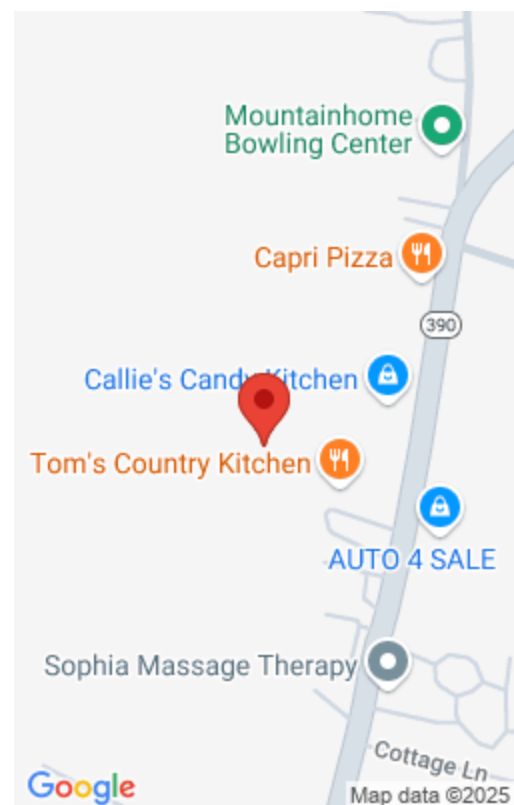 Mountainhome
Bowling Center
Capri Pizza
390
Callie's Candy Kitchen
Tom's Country Kitchen
AUTO 4 SALE
Sophia Massage Therapy
Cottage Ln
Google
Map data ©2025